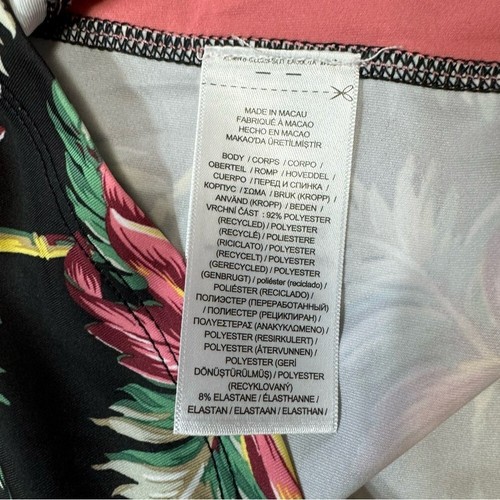 MADE IN MACAU
FABRIQUÉ À MACAO
HECHO EN MACAO
MAKAO'DA ÜRETİLMİŞTİR
BODY / CORPS / CORPO /
OBERTEIL / ROMP / HOVEDDEL /
CUERPO / ПЕРЕД И СПИНКА /
КОРПУС / ΣΩΜΑ / BRUK (KROPP) /
ANVÄND (KROPP) / BEDEN /
VRCHNÍ ČÁST : 92% POLYESTER
(RECYCLED) / POLYESTER
(RECYCLÉ) / POLIESTERE
(RICICLATO) / POLYESTER
(RECYCELT) / POLYESTER
(GERECYCLED) / POLYESTER
(GENBRUGT) / poliéster (reciclado) /
POLIÉSTER (RECICLADO) /
ПОЛИЭСТЕР (ПЕРЕРАБОТАННЫЙ)
/ ПОЛИЕСТЕР (РЕЦИКЛИРАН) /
ΠΟΛΥΕΣΤΕΡΑΣ (ΑΝΑΚΥΚΛΩΜΕΝΟ) /
POLYESTER (RESIRKULERT) /
POLYESTER (ÅTERVUNNEN) /
POLYESTER (GERİ
DÖNÜŞTÜRÜLMÜŞ) / POLYESTER
(RECYKLOVANÝ)
8% ELASTANE / ÉLASTHANNE /
ELASTAN / ELASTAAN / ELASTHAN /